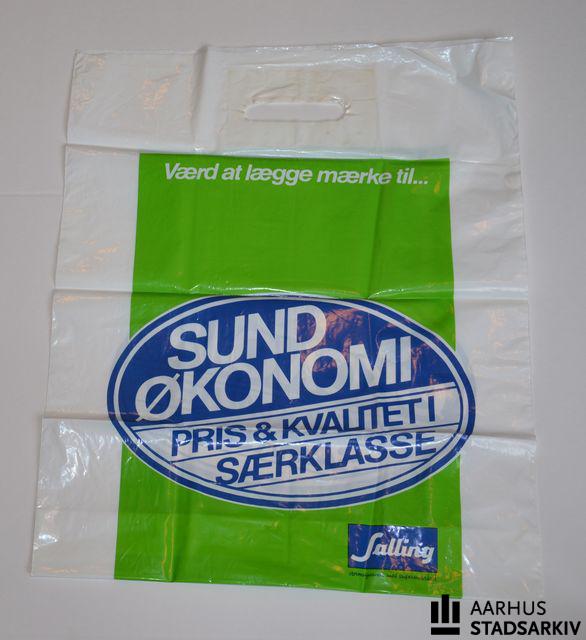 Værd at lægge mærke til...
SUND
ØKONOMI
PRIS & KVALITET I
SÆRKLASSE
Salling
AARHUS
STADSARKIV